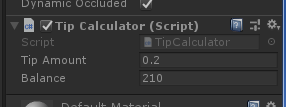 Dynamic Occluded
Tip Calculator (Script)
Script TipCalculator
Tip Amount 0.2
Balance 210
Default Material